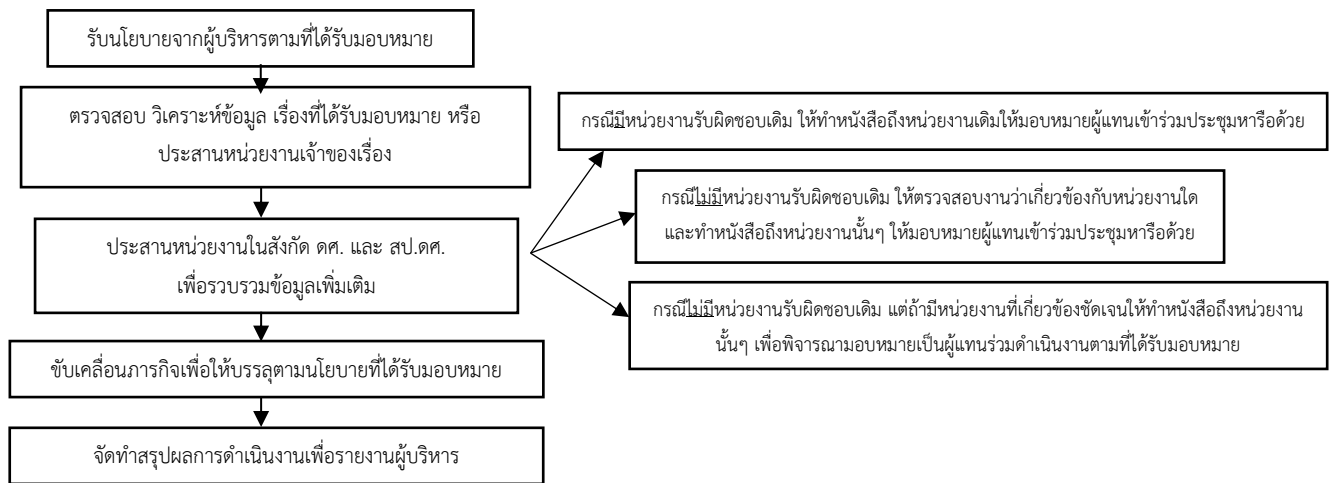 รับนโยบายจากผู้บริหารตามที่ได้รับมอบหมาย
ตรวจสอบ วิเคราะห์ข้อมูล เรื่องที่ได้รับมอบหมาย หรือ
ประสานหน่วยงานเจ้าของเรื่อง
ประสานหน่วยงานในสังกัด ดศ. และ สป.ดศ.
เพื่อรวบรวมข้อมูลเพิ่มเติม
ขับเคลื่อนภารกิจเพื่อให้บรรลุตามนโยบายที่ได้รับมอบหมาย
จัดทำสรุปผลการดำเนินงานเพื่อรายงานผู้บริหาร
กรณีมีหน่วยงานรับผิดชอบเดิม ให้ทำหนังสือถึงหน่วยงานเดิมให้มอบหมายผู้แทนเข้าร่วมประชุมหารือด้วย
กรณีไม่มีหน่วยงานรับผิดชอบเดิม ให้ตรวจสอบงานว่าเกี่ยวข้องกับหน่วยงานใด
และทำหนังสือถึงหน่วยงานนั้นๆ ให้มอบหมายผู้แทนเข้าร่วมประชุมหารือด้วย
กรณีไม่มีหน่วยงานรับผิดชอบเดิม แต่ถ้ามีหน่วยงานที่เกี่ยวข้องชัดเจนให้ทำหนังสือถึงหน่วยงาน
นั้นๆ เพื่อพิจารณามอบหมายเป็นผู้แทนร่วมดำเนินงานตามที่ได้รับมอบหมาย